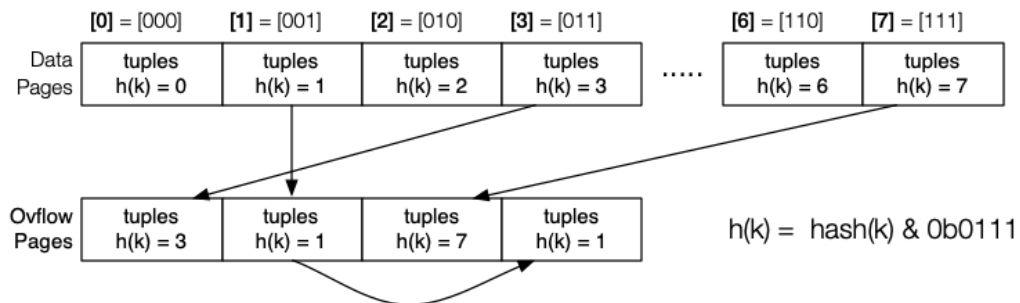 [0] = [000] [1] = [001] [2] = [010] [3] = [011] [6] = [110] [7] = [111]
Data Pages
tuples h(k) = 0
tuples h(k) = 1
tuples h(k) = 2
tuples h(k) = 3
.....
tuples h(k) = 6
tuples h(k) = 7
Ovflow Pages
tuples h(k) = 3
tuples h(k) = 1
tuples h(k) = 7
tuples h(k) = 1
h(k) = hash(k) & 0b0111